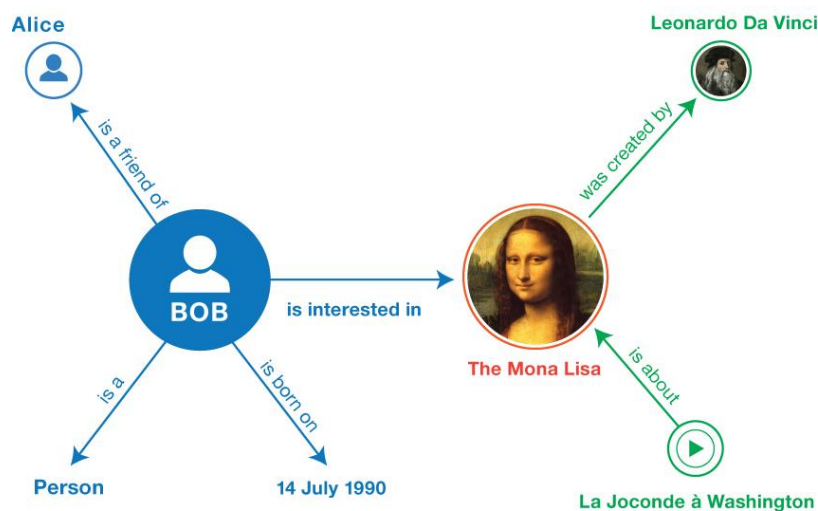 Alice
Leonardo Da Vinci
is a friend of
was created by
BOB
is interested in
The Mona Lisa
is a
is born on
is about
Person
14 July 1990
La Joconde à Washington